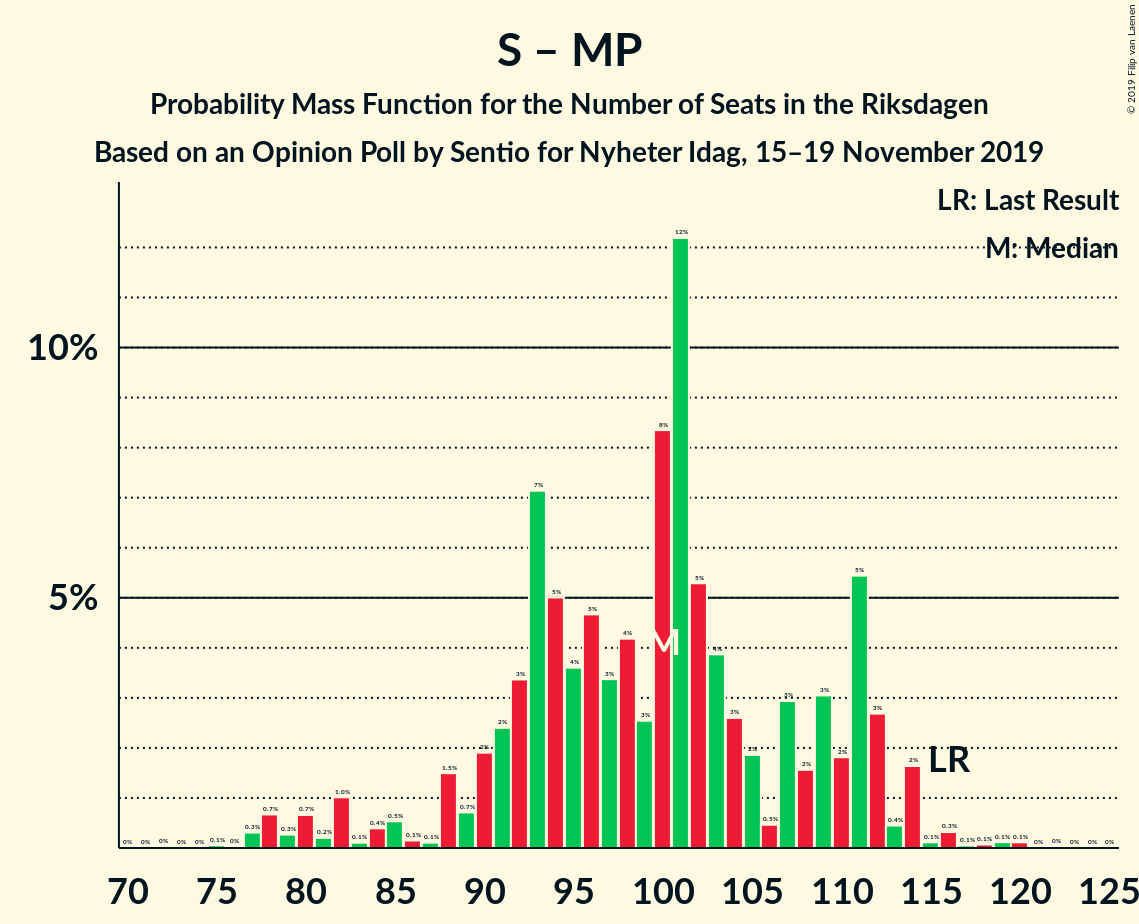 S – MP
Probability Mass Function for the Number of Seats in the Riksdagen
Based on an Opinion Poll by Sentio for Nyheter Idag, 15–19 November 2019
© 2019 Filip van Laenen
LR: Last Result
M: Median
10%
5%
0% 0% 0% 0% 0% 0.1% 0% 0.3% 0.7% 0.3% 0.7% 0.2% 1.0% 0.1% 0.4% 0.5% 0.1% 0.1% 1.5% 0.7% 2% 2% 3% 7% 5% 4% 5% 3% 4% 3% 8% 12% 5% 4% 3% 2% 0.5% 3% 2% 3% 2% 5% 3% 0.4% 2% 0.1% 0.3% 0.1% 0.1% 0.1% 0.1% 0% 0% 0% 0% 0%
M
LR
70 75 80 85 90 95 100 105 110 115 120 125